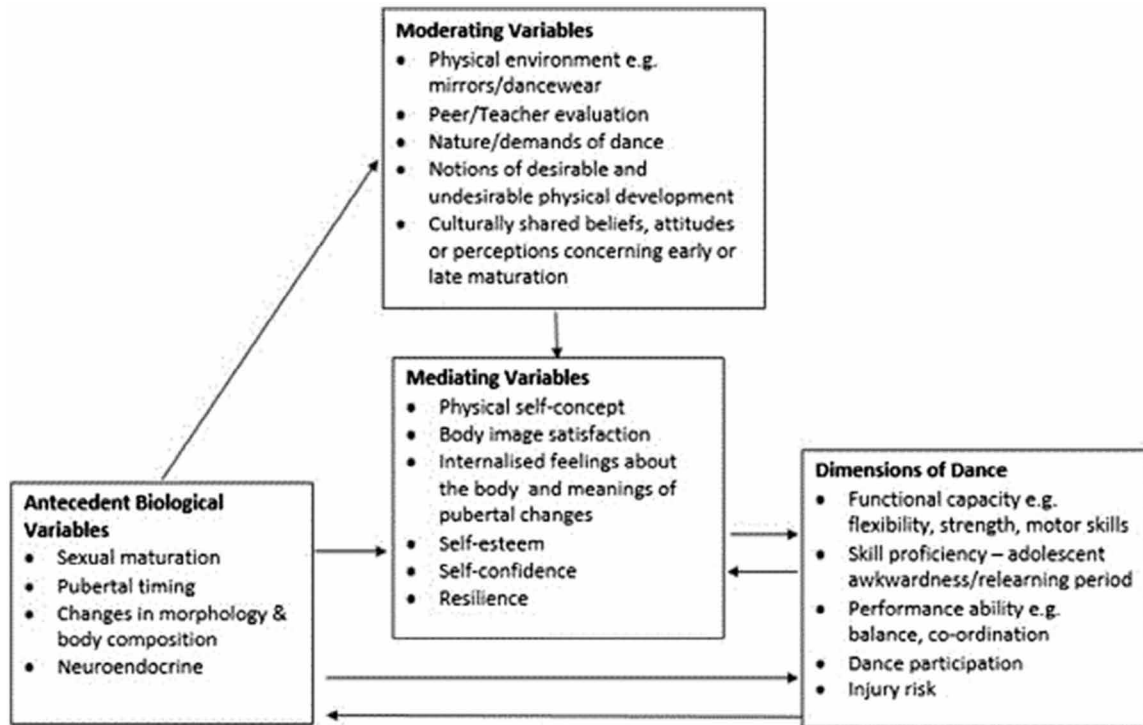 Moderating Variables
• Physical environment e.g.
mirrors/dancewear
• Peer/Teacher evaluation
• Nature/demands of dance
• Notions of desirable and
undesirable physical development
• Culturally shared beliefs, attitudes
or perceptions concerning early or
late maturation
Mediating Variables
• Physical self-concept
• Body image satisfaction
• Internalised feelings about
the body and meanings of
pubertal changes
• Self-esteem
• Self-confidence
• Resilience
Antecedent Biological
Variables
• Sexual maturation
• Pubertal timing
• Changes in morphology &
body composition
• Neuroendocrine
Dimensions of Dance
• Functional capacity e.g.
flexibility, strength, motor skills
• Skill proficiency – adolescent
awkwardness/relearning period
• Performance ability e.g.
balance, co-ordination
• Dance participation
• Injury risk